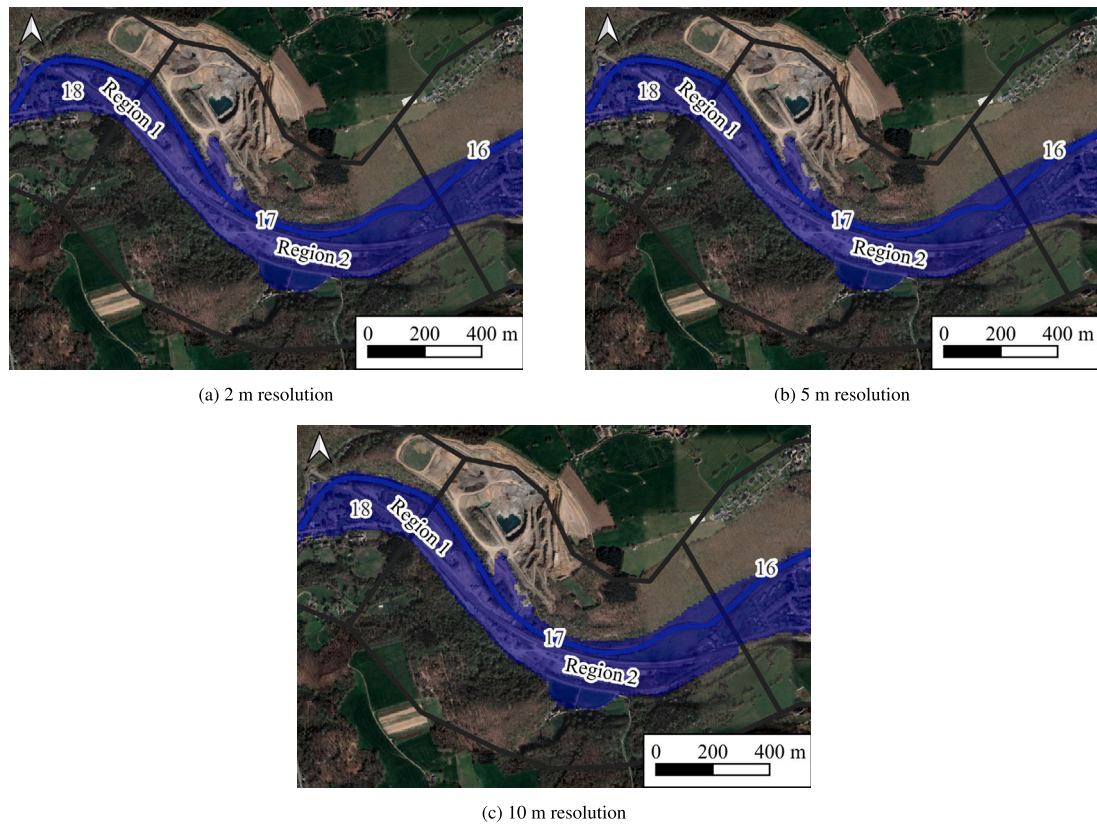 18
Region 1
16
17
Region 2
0 200 400 m
(a) 2 m resolution
18
Region 1
16
17
Region 2
0 200 400 m
(b) 5 m resolution
18
Region 1
16
17
Region 2
0 200 400 m
(c) 10 m resolution